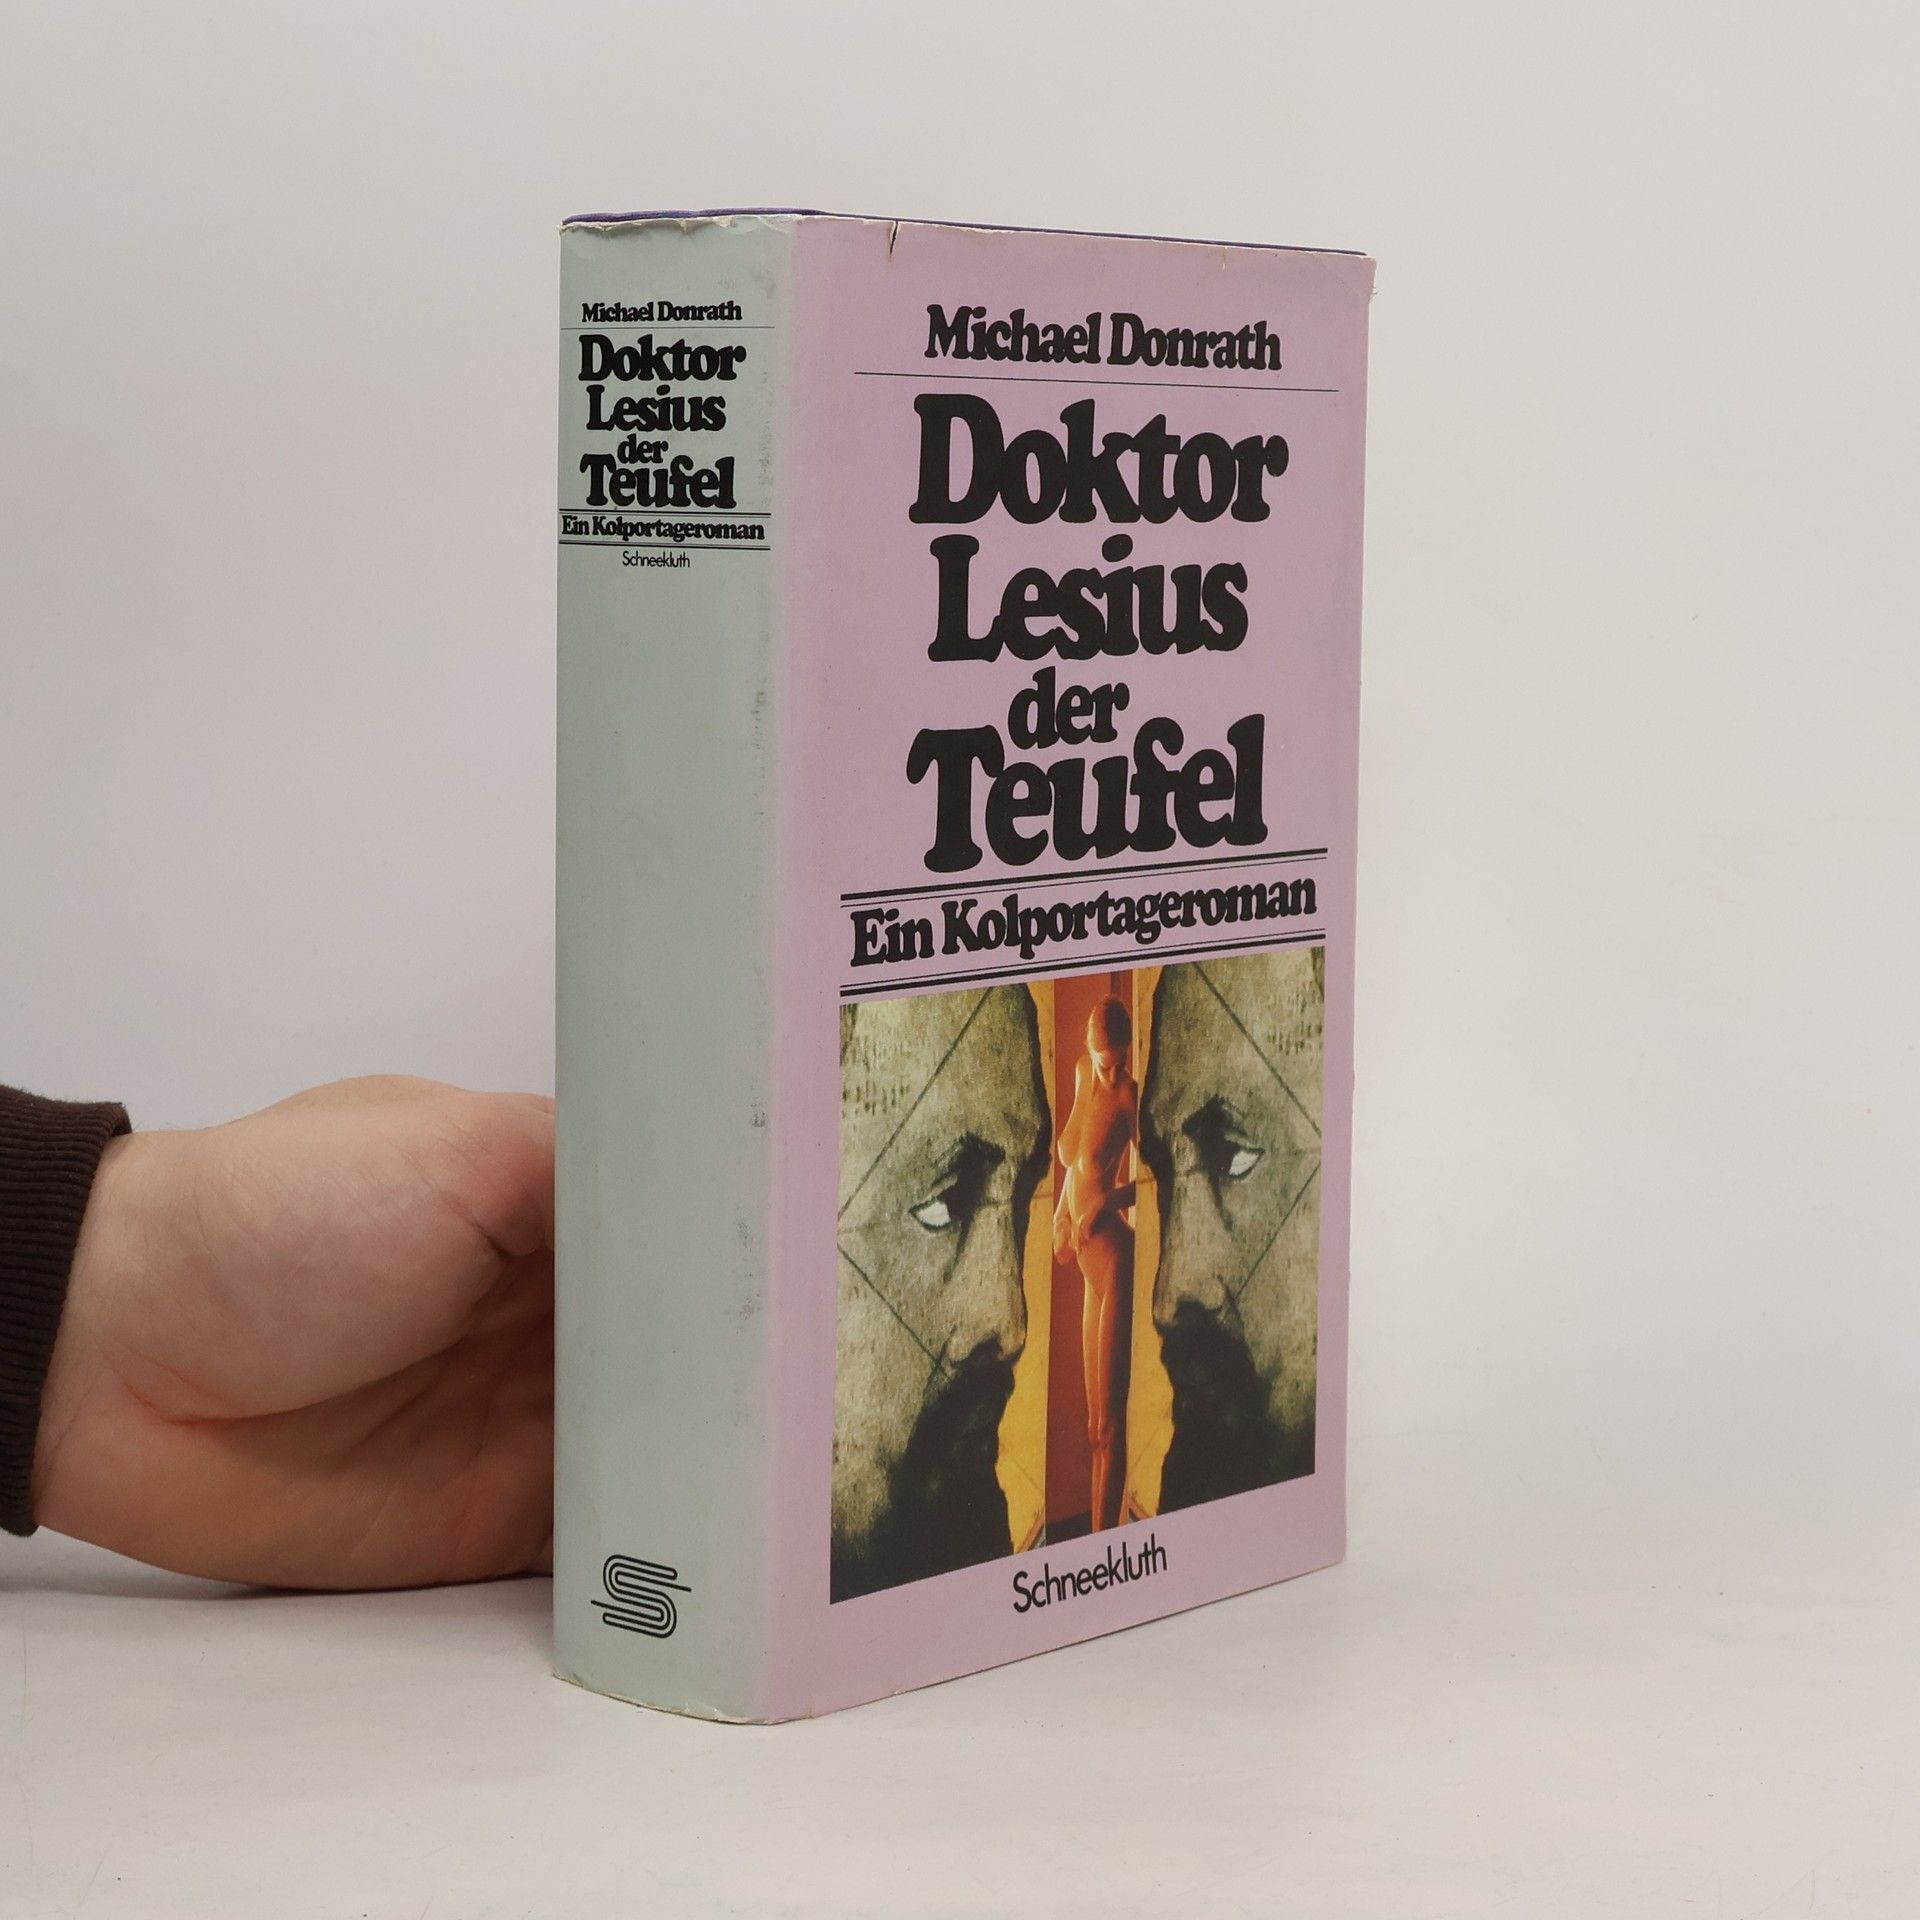 Michael Donrath
Doktor
Lesius
der
Teufel
Ein Kolportageroman
Schneekluth
Michael Donrath
Doktor
Lesius
der
Teufel
Ein Kolportageroman
Schneekluth